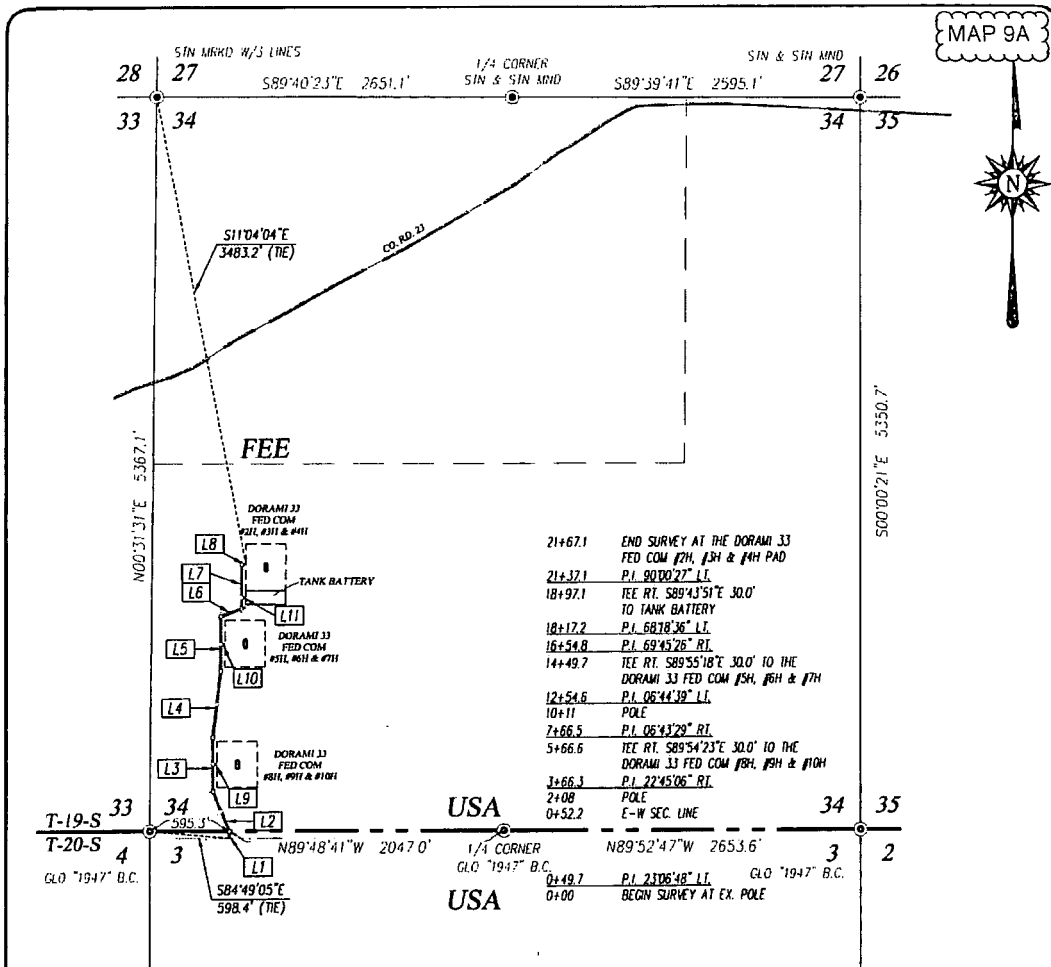 MAP 9A
STN MRKD W/3 LINES
1/4 CORNER
STN & STN MND
STN & STN MND
28 27
27 26
S89°40'23"E 2651.1'
S89°39'41"E 2595.1'
33 34
34 35
N
S11°04'04"E
3483.2' (TIE)
CO. RD. 23
N00°31'31"E 5367.1'
S00°00'21"E 5350.7'
FEE
DORAMI 33
FED COM
#2H, #3H & #4H
L8
L7
TANK BATTERY
L6
L11
DORAMI 33
FED COM
#5H, #6H & #7H
L5
L10
L4
DORAMI 33
FED COM
#8H, #9H & #10H
L3
L9
L2
21+67.1 END SURVEY AT THE DORAMI 33
FED COM #2H, #3H & #4H PAD
21+37.1 P.I. 90°00'27" LT.
18+97.1 TEE RT. S89°43'51"E 30.0'
TO TANK BATTERY
18+17.2 P.I. 68°18'36" LT.
16+54.8 P.I. 69°45'26" RT.
14+49.7 TEE RT. S89°55'18"E 30.0' TO THE
DORAMI 33 FED COM #5H, #6H & #7H
12+54.6 P.I. 06°44'39" LT.
10+11 POLE
7+66.5 P.I. 06°43'29" RT.
5+66.6 TEE RT. S89°54'23"E 30.0' TO THE
DORAMI 33 FED COM #8H, #9H & #10H
3+66.3 P.I. 22°45'06" RT.
2+08 POLE
0+52.2 E-W SEC. LINE
USA
33 34
34 35
T-19-S
595.3'
T-20-S
4 3
3 2
L1
N89°48'41"W 2047.0'
1/4 CORNER
GLO "1947" B.C.
N89°52'47"W 2653.6'
GLO "1947" B.C.
GLO "1947" B.C.
S84°49'05"E
598.4' (TIE)
USA
0+49.7 P.I. 23°06'48" LT.
0+00 BEGIN SURVEY AT EX. POLE